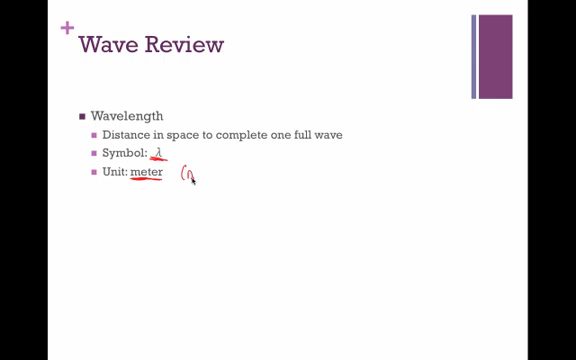 +
Wave Review
Wavelength
Distance in space to complete one full wave
Symbol: λ
Unit: meter